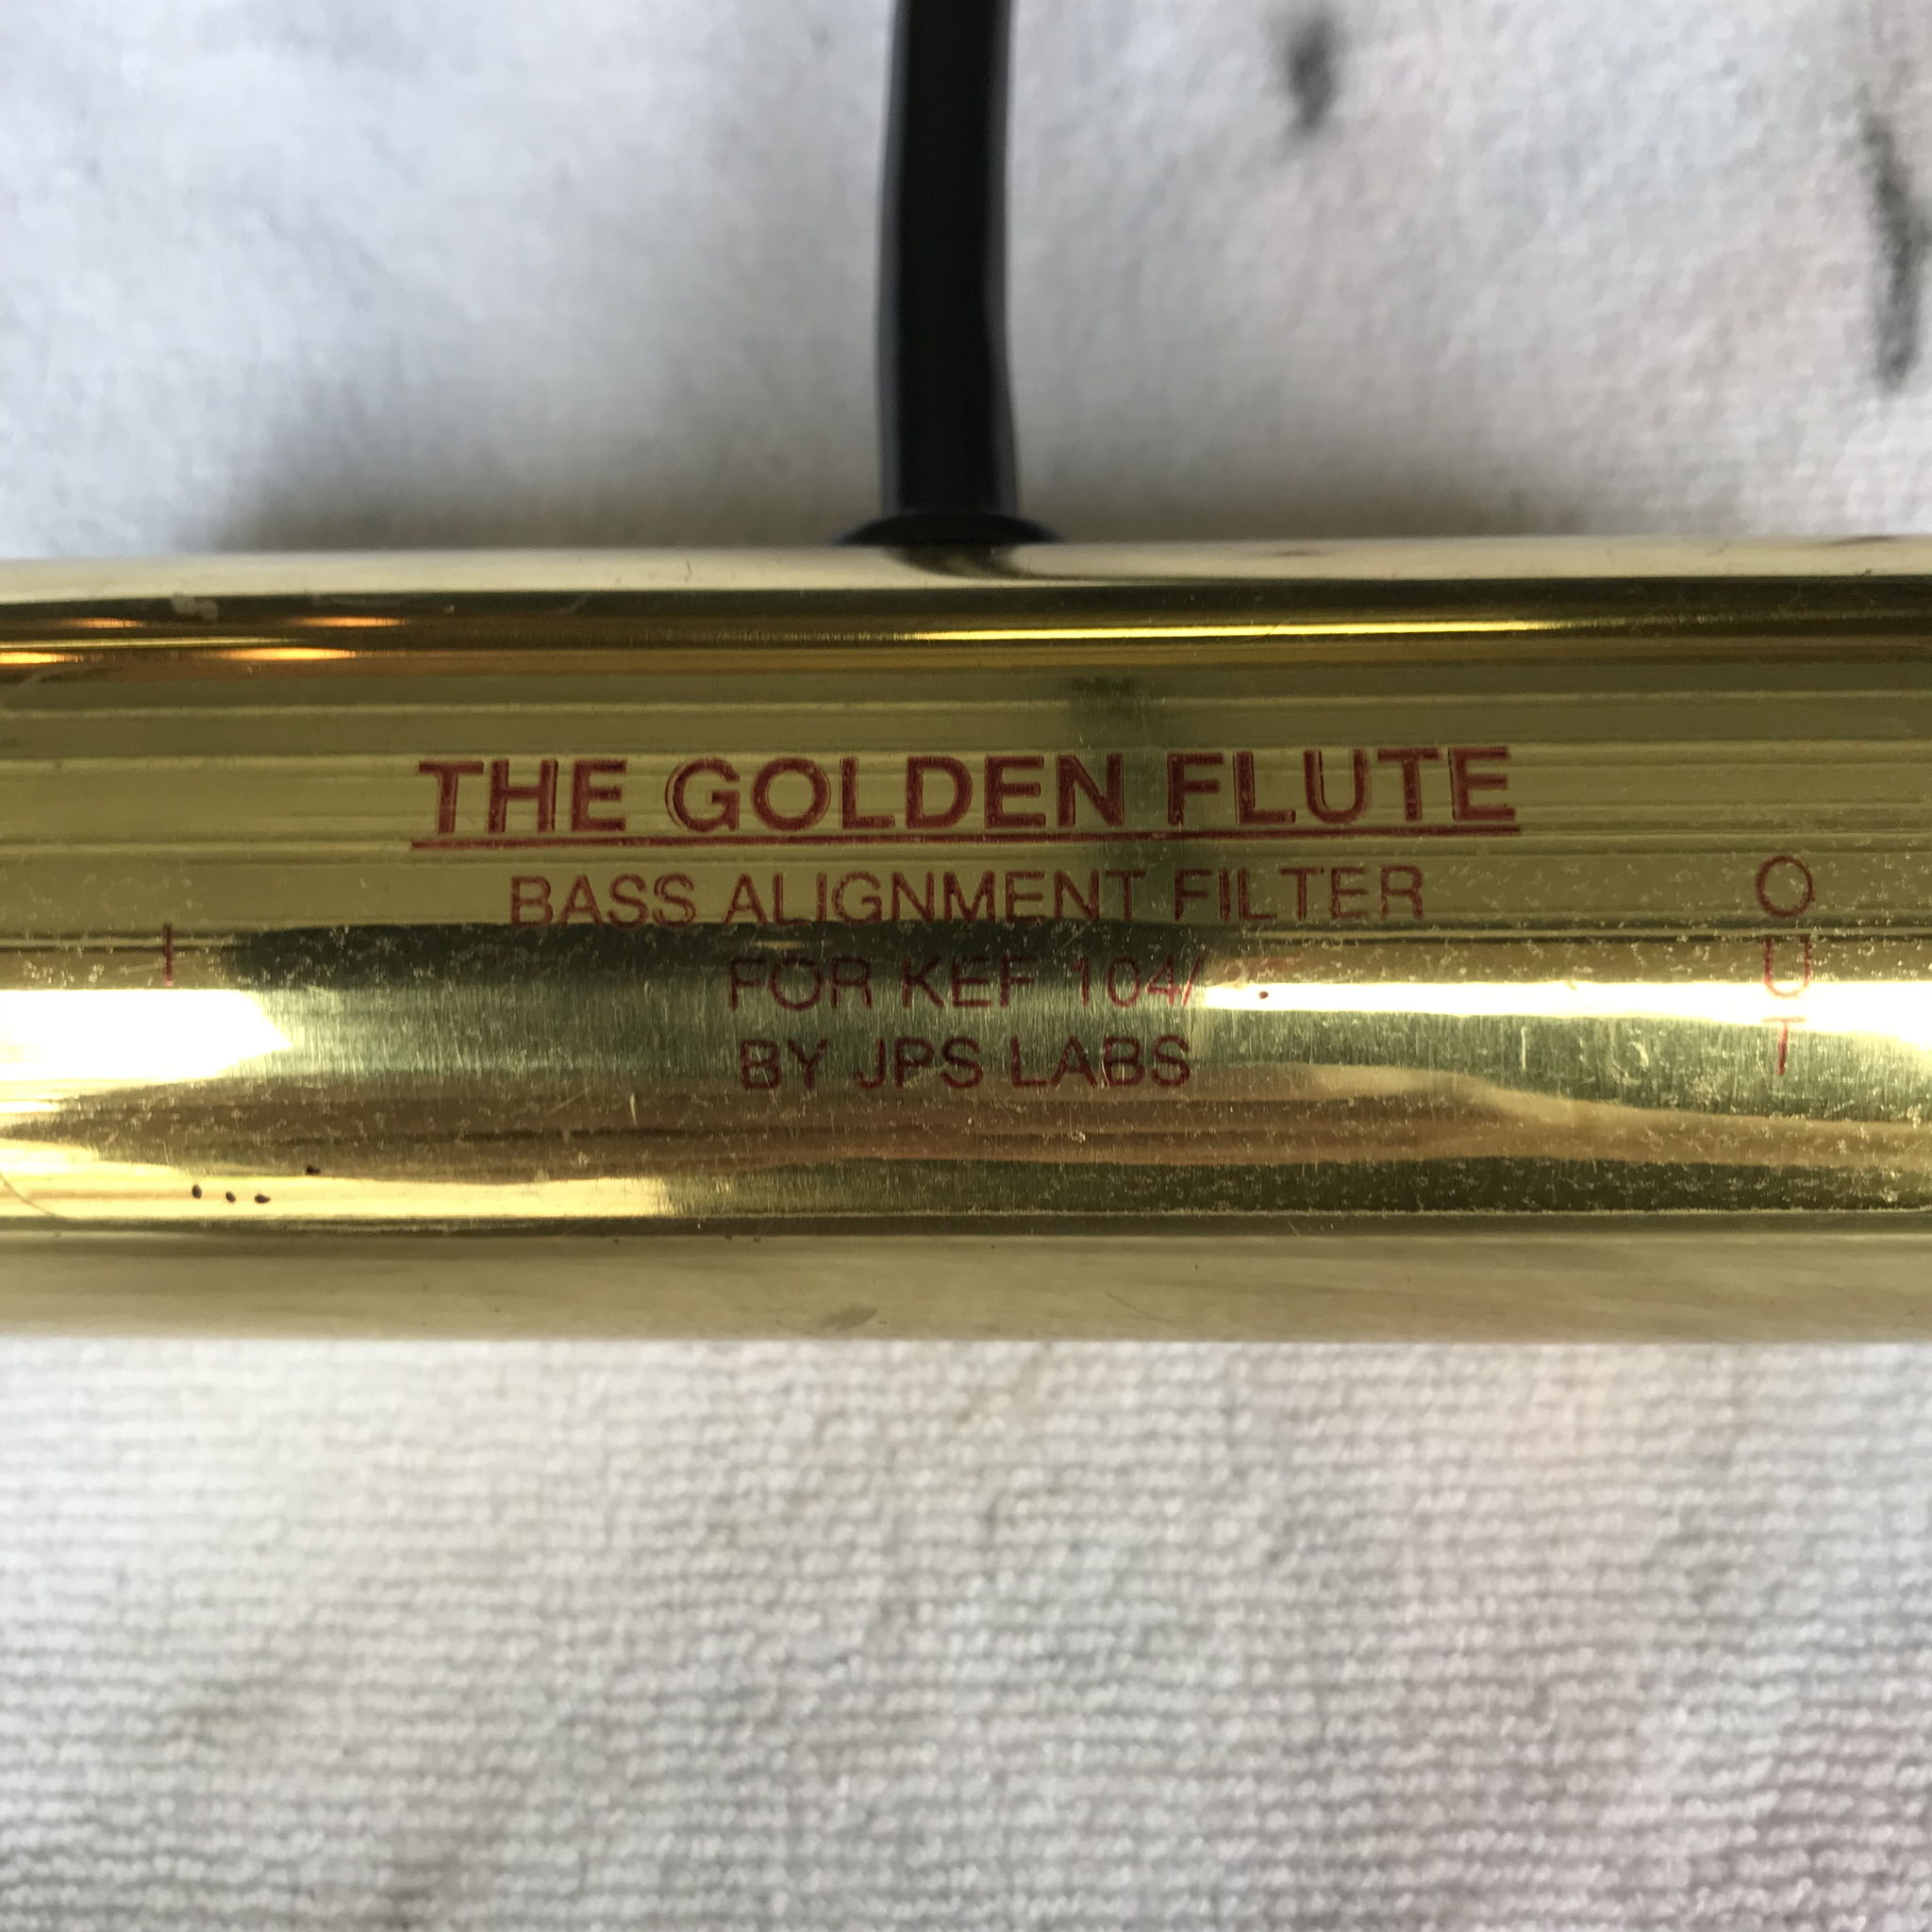 THE GOLDEN FLUTE
BASS ALIGNMENT FILTER
FOR KEF 104/
BY JPS LABS
I
OUT